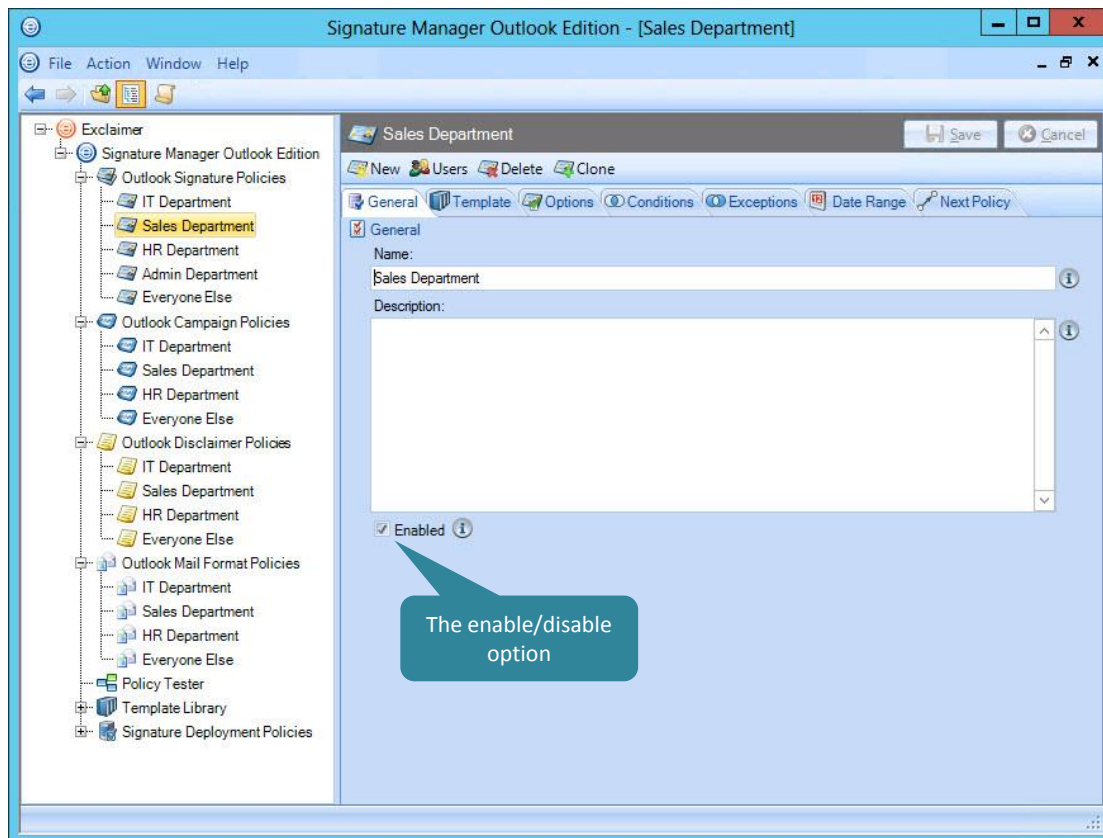 Signature Manager Outlook Edition - [Sales Department]
File Action Window Help
Exclaimer
Signature Manager Outlook Edition
Outlook Signature Policies
IT Department
Sales Department
HR Department
Admin Department
Everyone Else
Outlook Campaign Policies
IT Department
Sales Department
HR Department
Everyone Else
Outlook Disclaimer Policies
IT Department
Sales Department
HR Department
Everyone Else
Outlook Mail Format Policies
IT Department
Sales Department
HR Department
Everyone Else
Policy Tester
Template Library
Signature Deployment Policies
Sales Department
Save Cancel
New Users Delete Clone
General Template Options Conditions Exceptions Date Range Next Policy
General
Name:
Sales Department
Description:
Enabled
The enable/disable
option